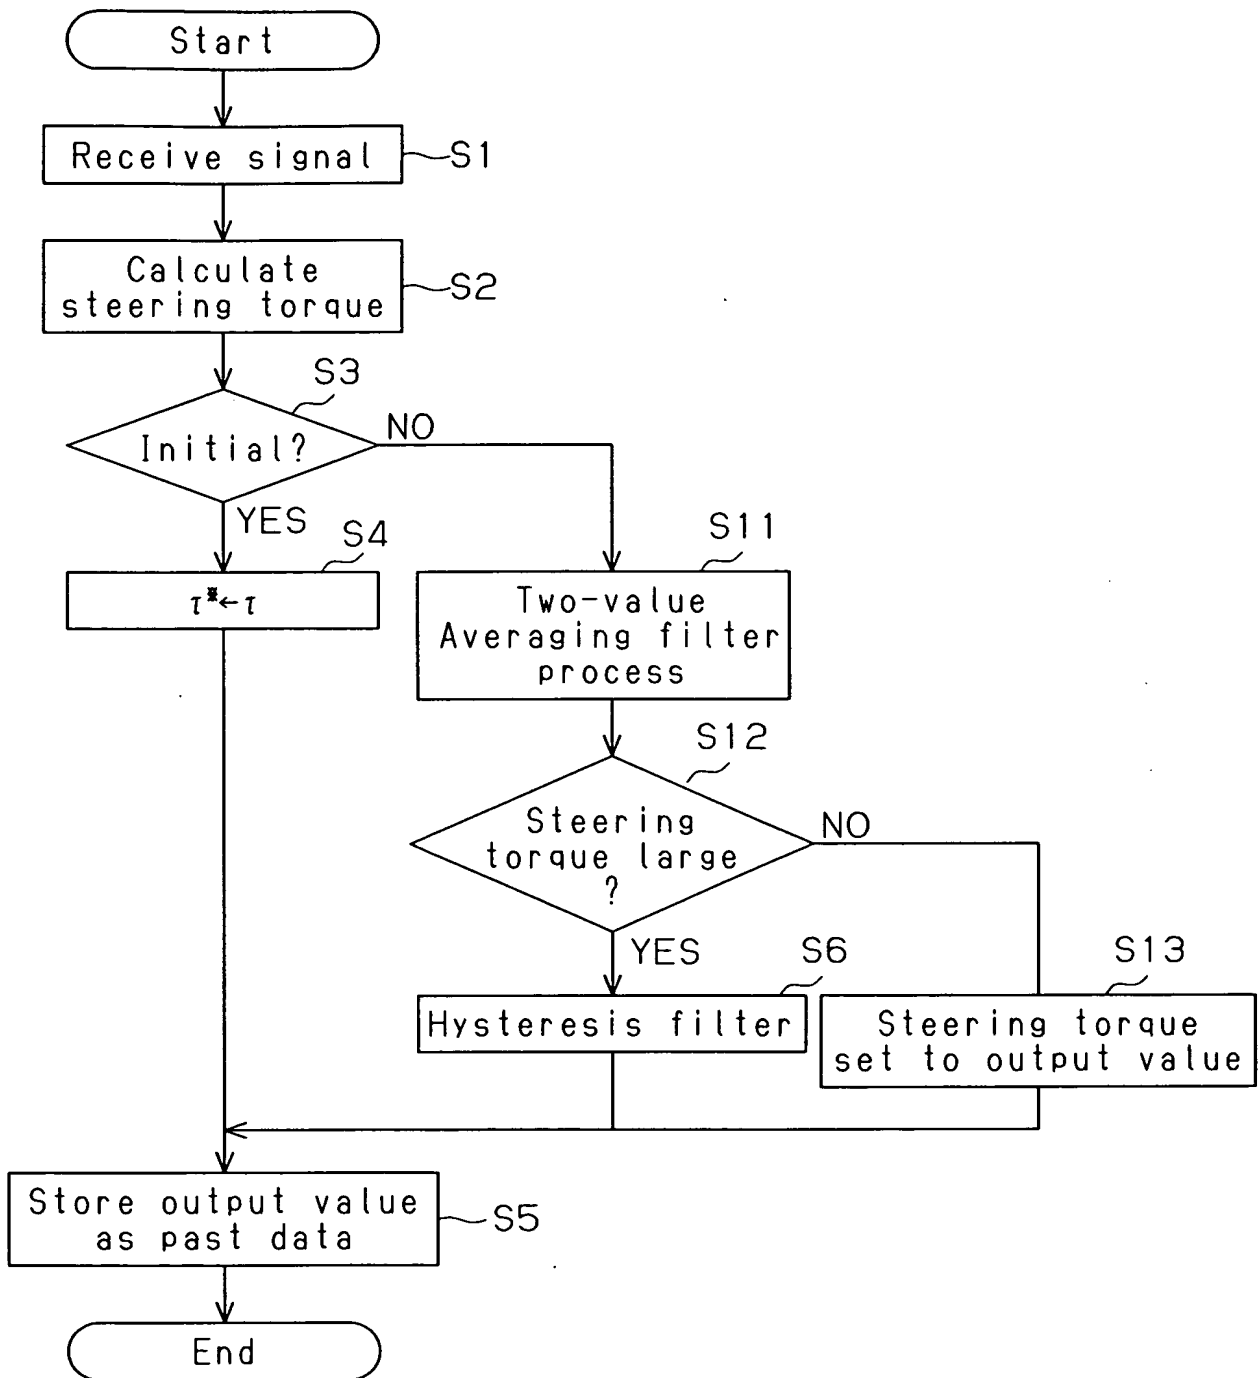 Start
Receive signal
S1
Calculate
steering torque
S2
S3
Initial?
NO
YES
S4
τ*←τ
S11
Two-value
Averaging filter
process
S12
Steering
torque large
?
NO
YES
S6
Hysteresis filter
S13
Steering torque
set to output value
Store output value
as past data
S5
End